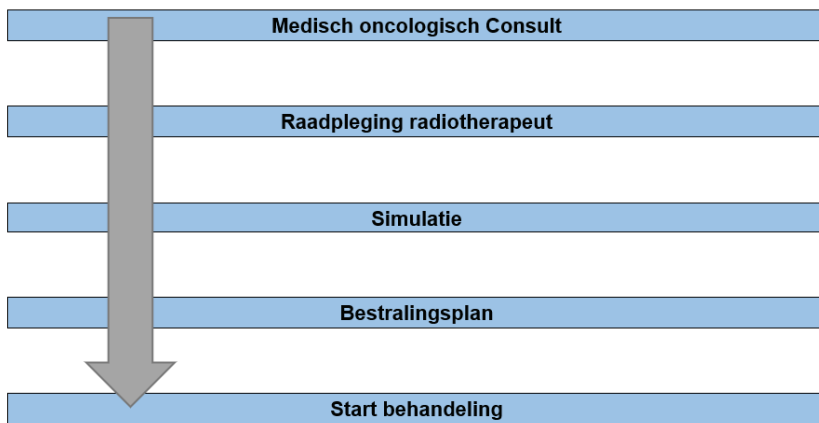 Medisch oncologisch Consult
Raadpleging radiotherapeut
Simulatie
Bestralingsplan
Start behandeling